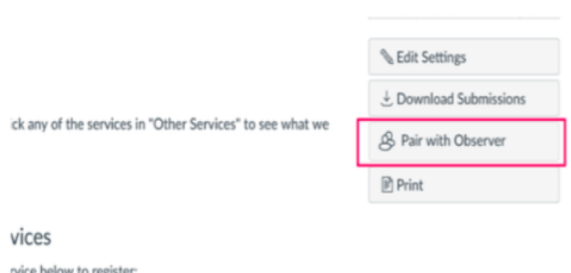 Edit Settings
Download Submissions
ick any of the services in "Other Services" to see what we
Pair with Observer
Print
vices
rvice below to register: